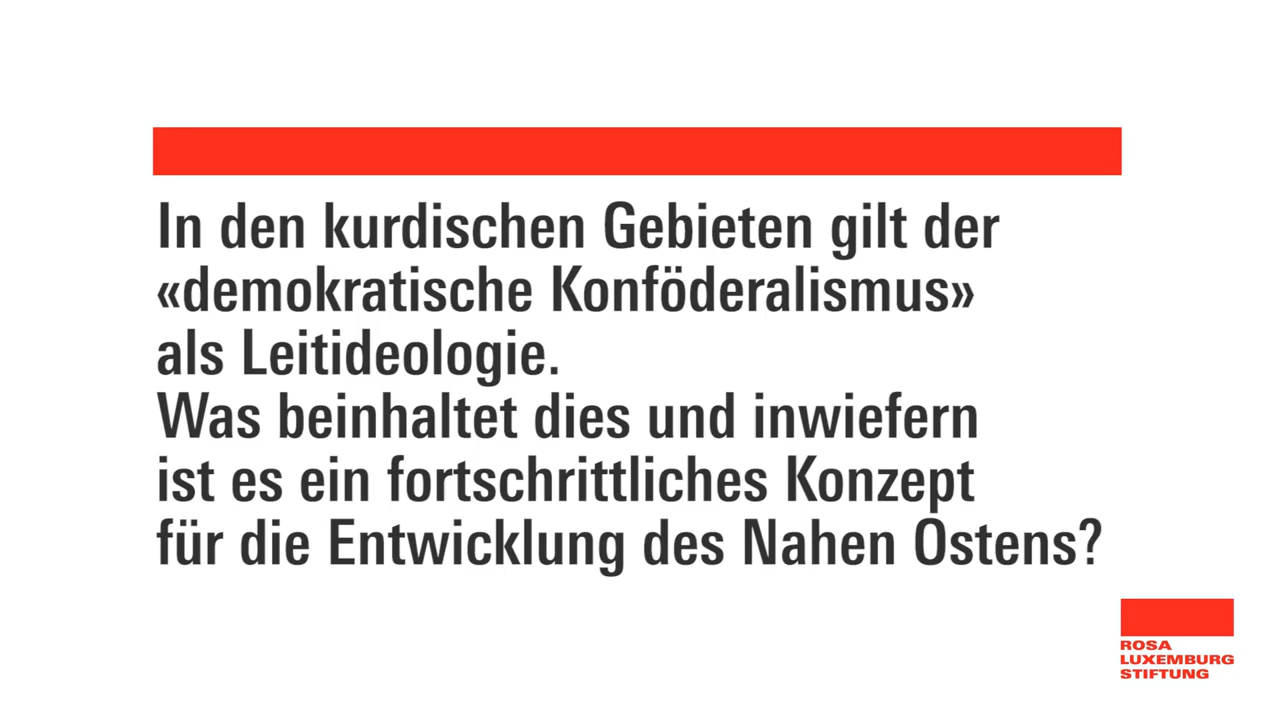 In den kurdischen Gebieten gilt der
«demokratische Konföderalismus»
als Leitideologie.
Was beinhaltet dies und inwiefern
ist es ein fortschrittliches Konzept
für die Entwicklung des Nahen Ostens?
ROSA
LUXEMBURG
STIFTUNG